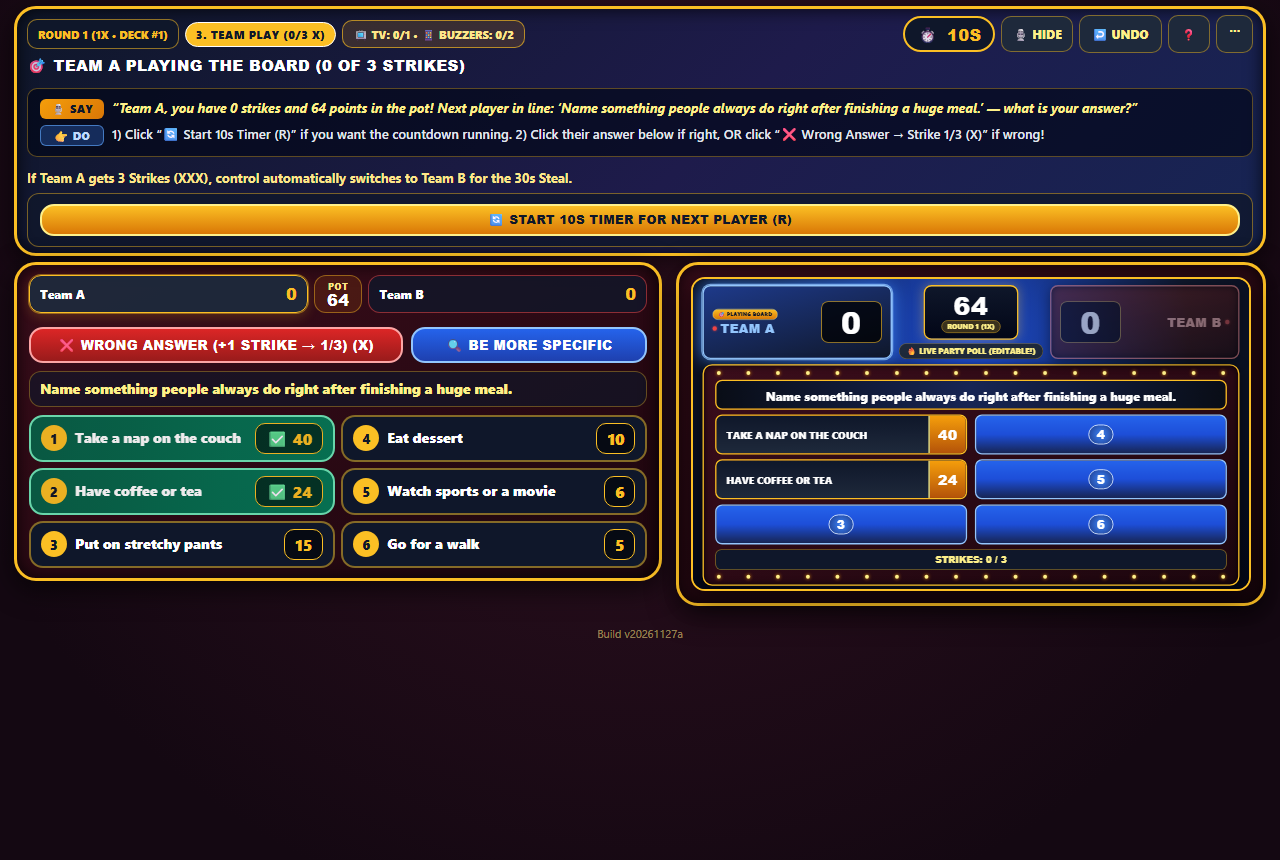 ROUND 1 (1X • DECK #1)
3. TEAM PLAY (0/3 X)
📺 TV: 0/1 • 📱 BUZZERS: 0/2
⏰ 10S
🎙️ HIDE
↩️ UNDO
❓
...
🎯 TEAM A PLAYING THE BOARD (0 OF 3 STRIKES)
🎙️ SAY
“Team A, you have 0 strikes and 64 points in the pot! Next player in line: ‘Name something people always do right after finishing a huge meal.’ — what is your answer?”
👉 DO
1) Click “🔄 Start 10s Timer (R)” if you want the countdown running. 2) Click their answer below if right, OR click “❌ Wrong Answer → Strike 1/3 (X)” if wrong!
If Team A gets 3 Strikes (XXX), control automatically switches to Team B for the 30s Steal.
🔄 START 10S TIMER FOR NEXT PLAYER (R)
Team A 0
POT
64
Team B 0
❌ WRONG ANSWER (+1 STRIKE → 1/3) (X)
🔍 BE MORE SPECIFIC
Name something people always do right after finishing a huge meal.
1 Take a nap on the couch ✅ 40
4 Eat dessert 10
2 Have coffee or tea ✅ 24
5 Watch sports or a movie 6
3 Put on stretchy pants 15
6 Go for a walk 5
🎯 PLAYING BOARD
TEAM A
0
64
ROUND 1 (1X)
🔥 LIVE PARTY POLL (EDITABLE!)
0
TEAM B
Name something people always do right after finishing a huge meal.
TAKE A NAP ON THE COUCH 40
4
HAVE COFFEE OR TEA 24
5
3
6
STRIKES: 0 / 3
Build v20261127a